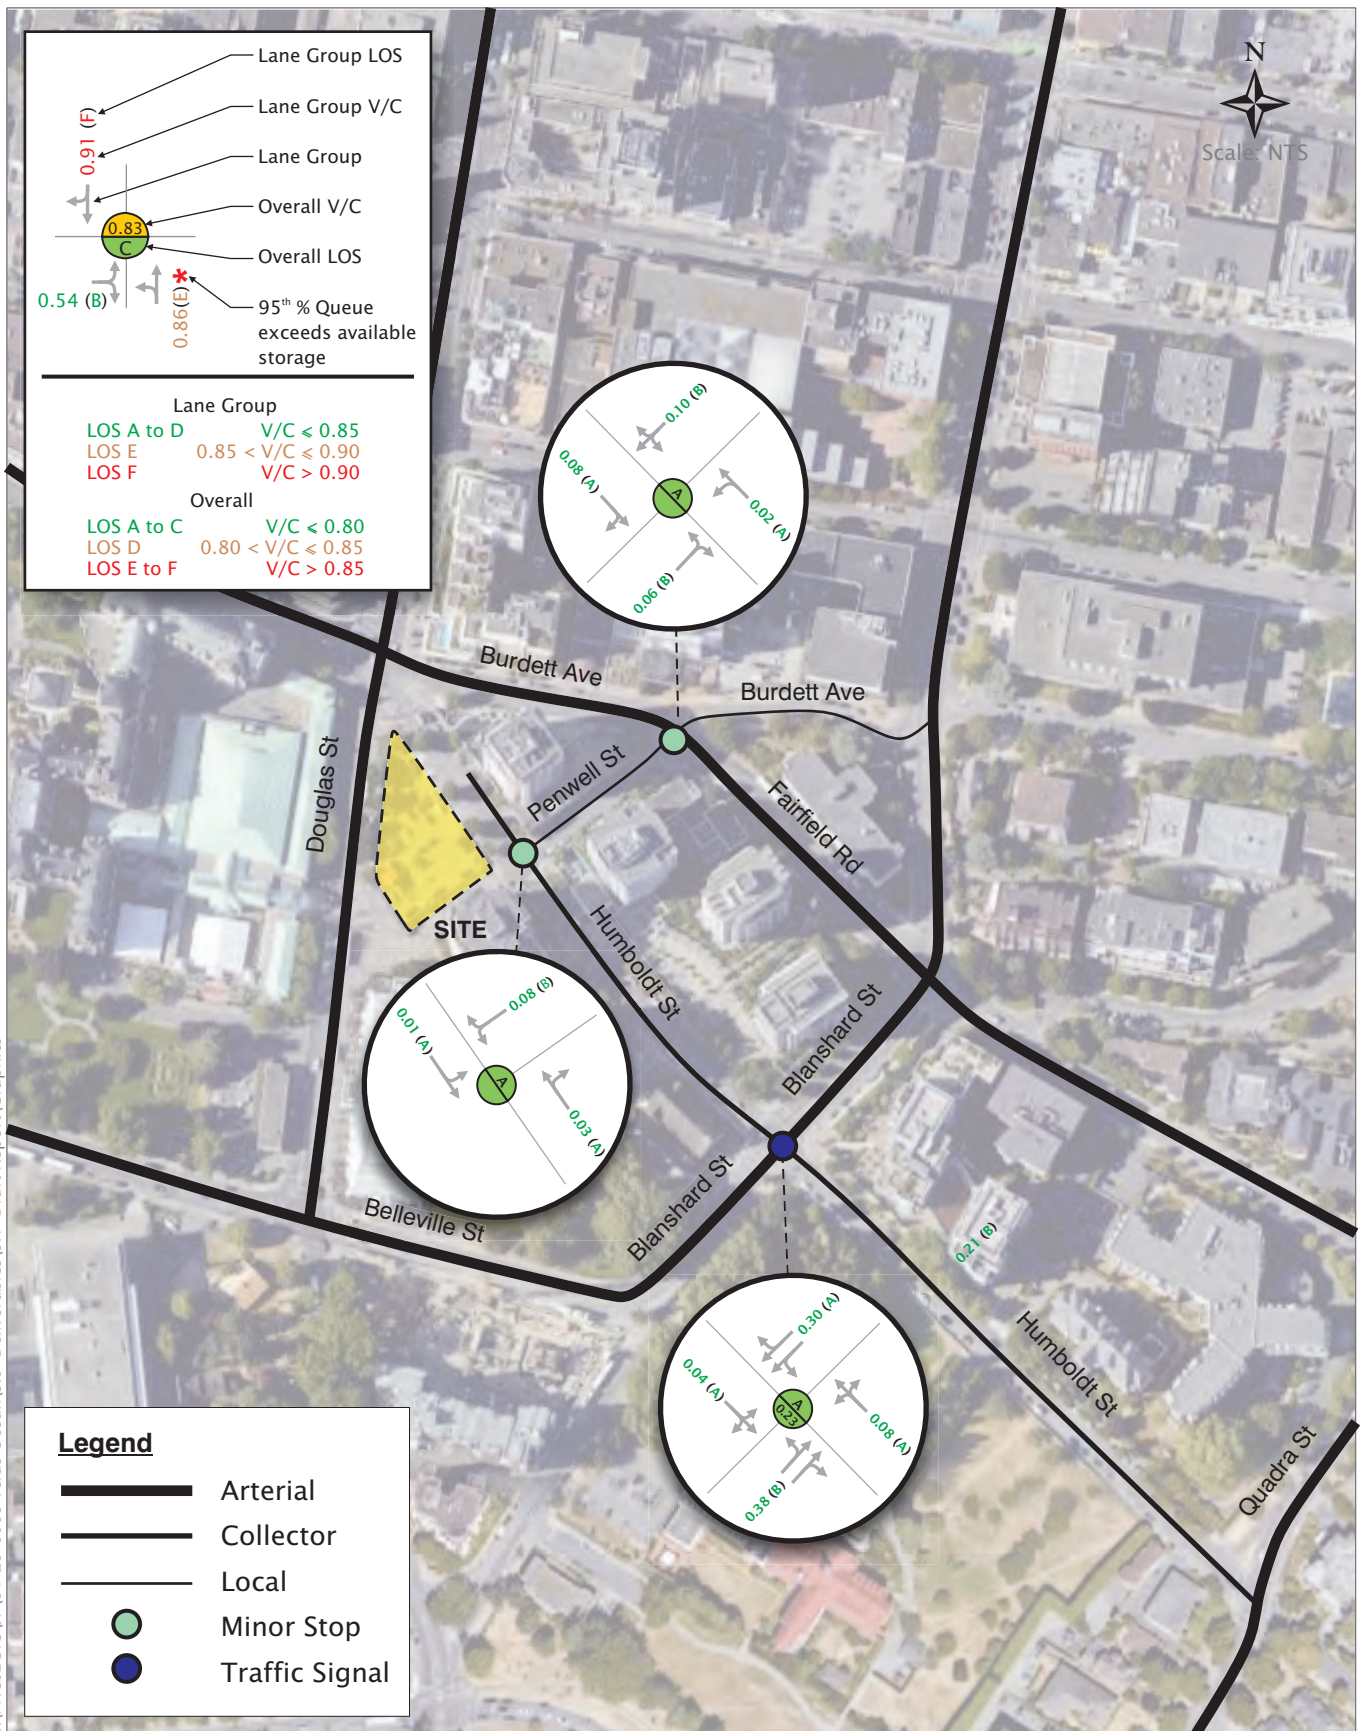 Lane Group LOS
Lane Group V/C
Lane Group
Overall V/C
Overall LOS
95th % Queue
exceeds available
storage
0.91 (F)
0.83
C
0.54 (B)
0.86(E)
*
Lane Group
LOS A to D V/C ⩽ 0.85
LOS E 0.85 < V/C ⩽ 0.90
LOS F V/C > 0.90
Overall
LOS A to C V/C ⩽ 0.80
LOS D 0.80 < V/C ⩽ 0.85
LOS E to F V/C > 0.85
N
Scale: NTS
0.10 (B)
0.08 (A)
A
0.02 (A)
0.06 (B)
Burdett Ave
Burdett Ave
Douglas St
Penwell St
Fairfield Rd
SITE
Humboldt St
0.08 (B)
0.01 (A)
A
0.03 (A)
Blanshard St
Blanshard St
Belleville St
0.21 (B)
0.30 (A)
0.04 (A)
A
0.23
0.08 (A)
0.38 (B)
Humboldt St
Quadra St
Legend
Arterial
Collector
Local
Minor Stop
Traffic Signal